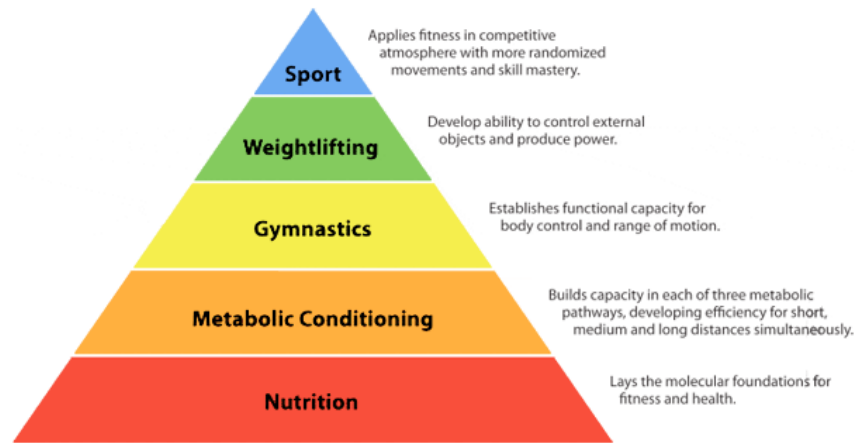 Applies fitness in competitive
atmosphere with more randomized
movements and skill mastery.
Sport
Develop ability to control external
objects and produce power.
Weightlifting
Establishes functional capacity for
body control and range of motion.
Gymnastics
Builds capacity in each of three metabolic
pathways, developing efficiency for short,
medium and long distances simultaneously.
Metabolic Conditioning
Lays the molecular foundations for
fitness and health.
Nutrition